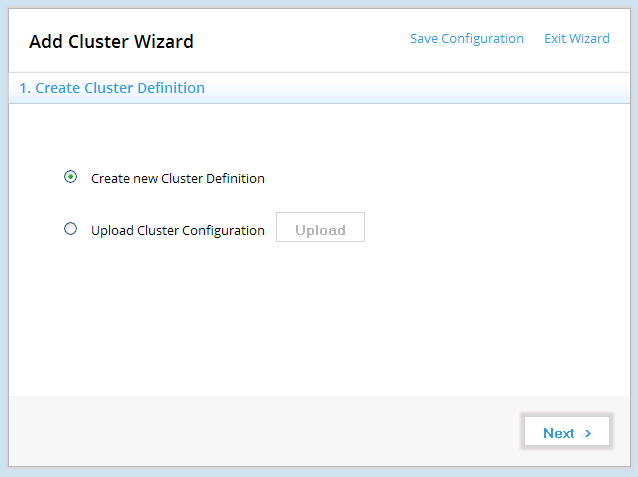 Add Cluster Wizard
Save Configuration
Exit Wizard
1. Create Cluster Definition
Create new Cluster Definition
Upload Cluster Configuration
Upload
Next >